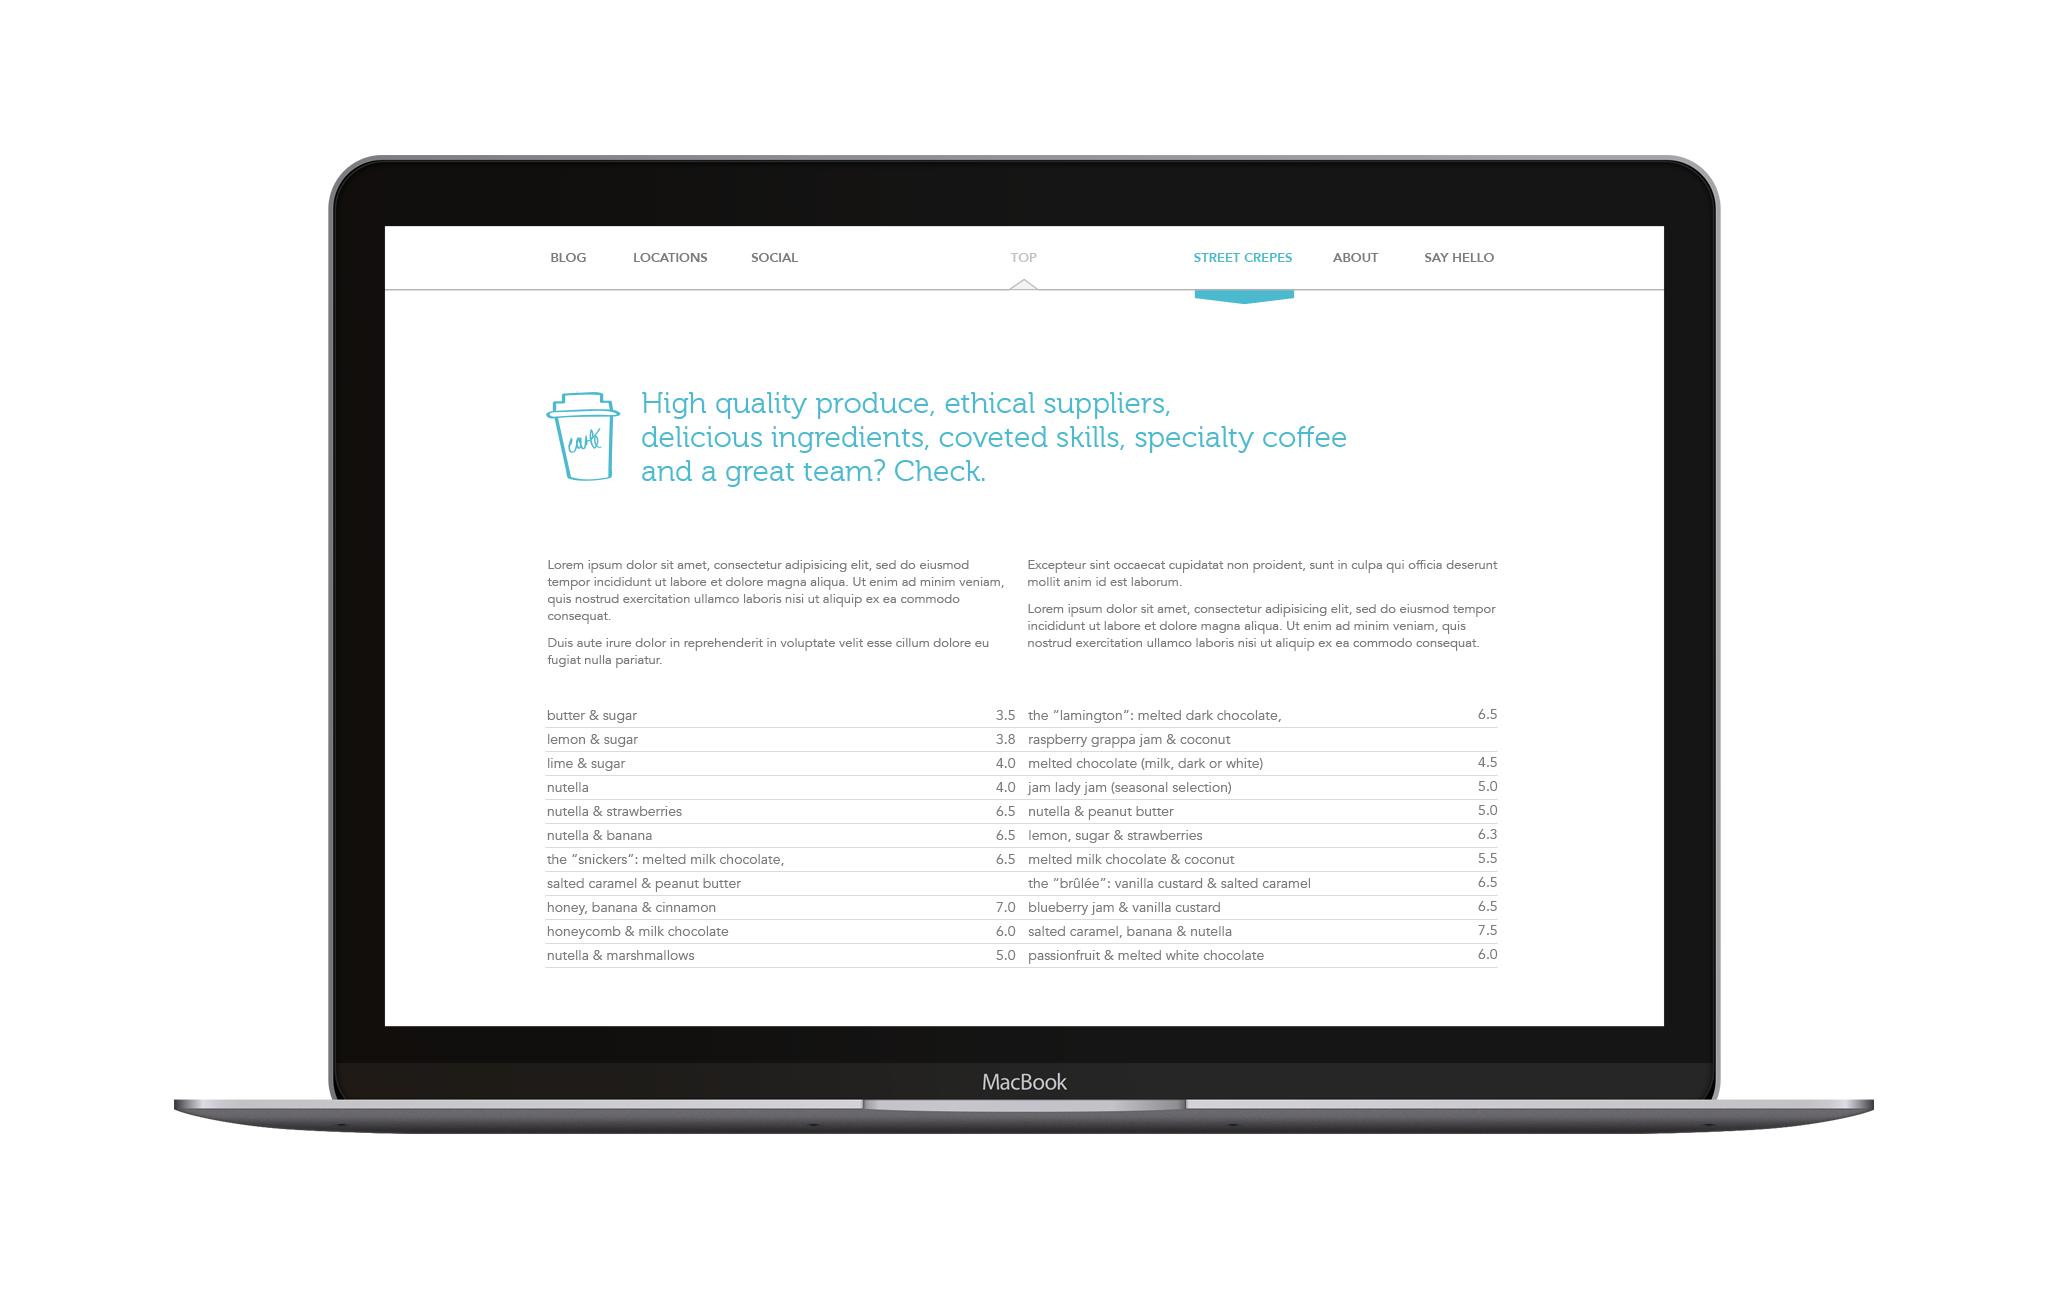 BLOG LOCATIONS SOCIAL TOP STREET CREPES ABOUT SAY HELLO
High quality produce, ethical suppliers,
delicious ingredients, coveted skills, specialty coffee
and a great team? Check.
Lorem ipsum dolor sit amet, consectetur adipisicing elit, sed do eiusmod
tempor incididunt ut labore et dolore magna aliqua. Ut enim ad minim veniam,
quis nostrud exercitation ullamco laboris nisi ut aliquip ex ea commodo
consequat.
Duis aute irure dolor in reprehenderit in voluptate velit esse cillum dolore eu
fugiat nulla pariatur.
Excepteur sint occaecat cupidatat non proident, sunt in culpa qui officia deserunt
mollit anim id est laborum.
Lorem ipsum dolor sit amet, consectetur adipisicing elit, sed do eiusmod tempor
incididunt ut labore et dolore magna aliqua. Ut enim ad minim veniam, quis
nostrud exercitation ullamco laboris nisi ut aliquip ex ea commodo consequat.
butter & sugar 3.5
lemon & sugar 3.8
lime & sugar 4.0
nutella 4.0
nutella & strawberries 6.5
nutella & banana 6.5
the “snickers”: melted milk chocolate, 6.5
salted caramel & peanut butter
honey, banana & cinnamon 7.0
honeycomb & milk chocolate 6.0
nutella & marshmallows 5.0
the “lamington”: melted dark chocolate, 6.5
raspberry grappa jam & coconut
melted chocolate (milk, dark or white) 4.5
jam lady jam (seasonal selection) 5.0
nutella & peanut butter 5.0
lemon, sugar & strawberries 6.3
melted milk chocolate & coconut 5.5
the “brûlée”: vanilla custard & salted caramel 6.5
blueberry jam & vanilla custard 6.5
salted caramel, banana & nutella 7.5
passionfruit & melted white chocolate 6.0
MacBook